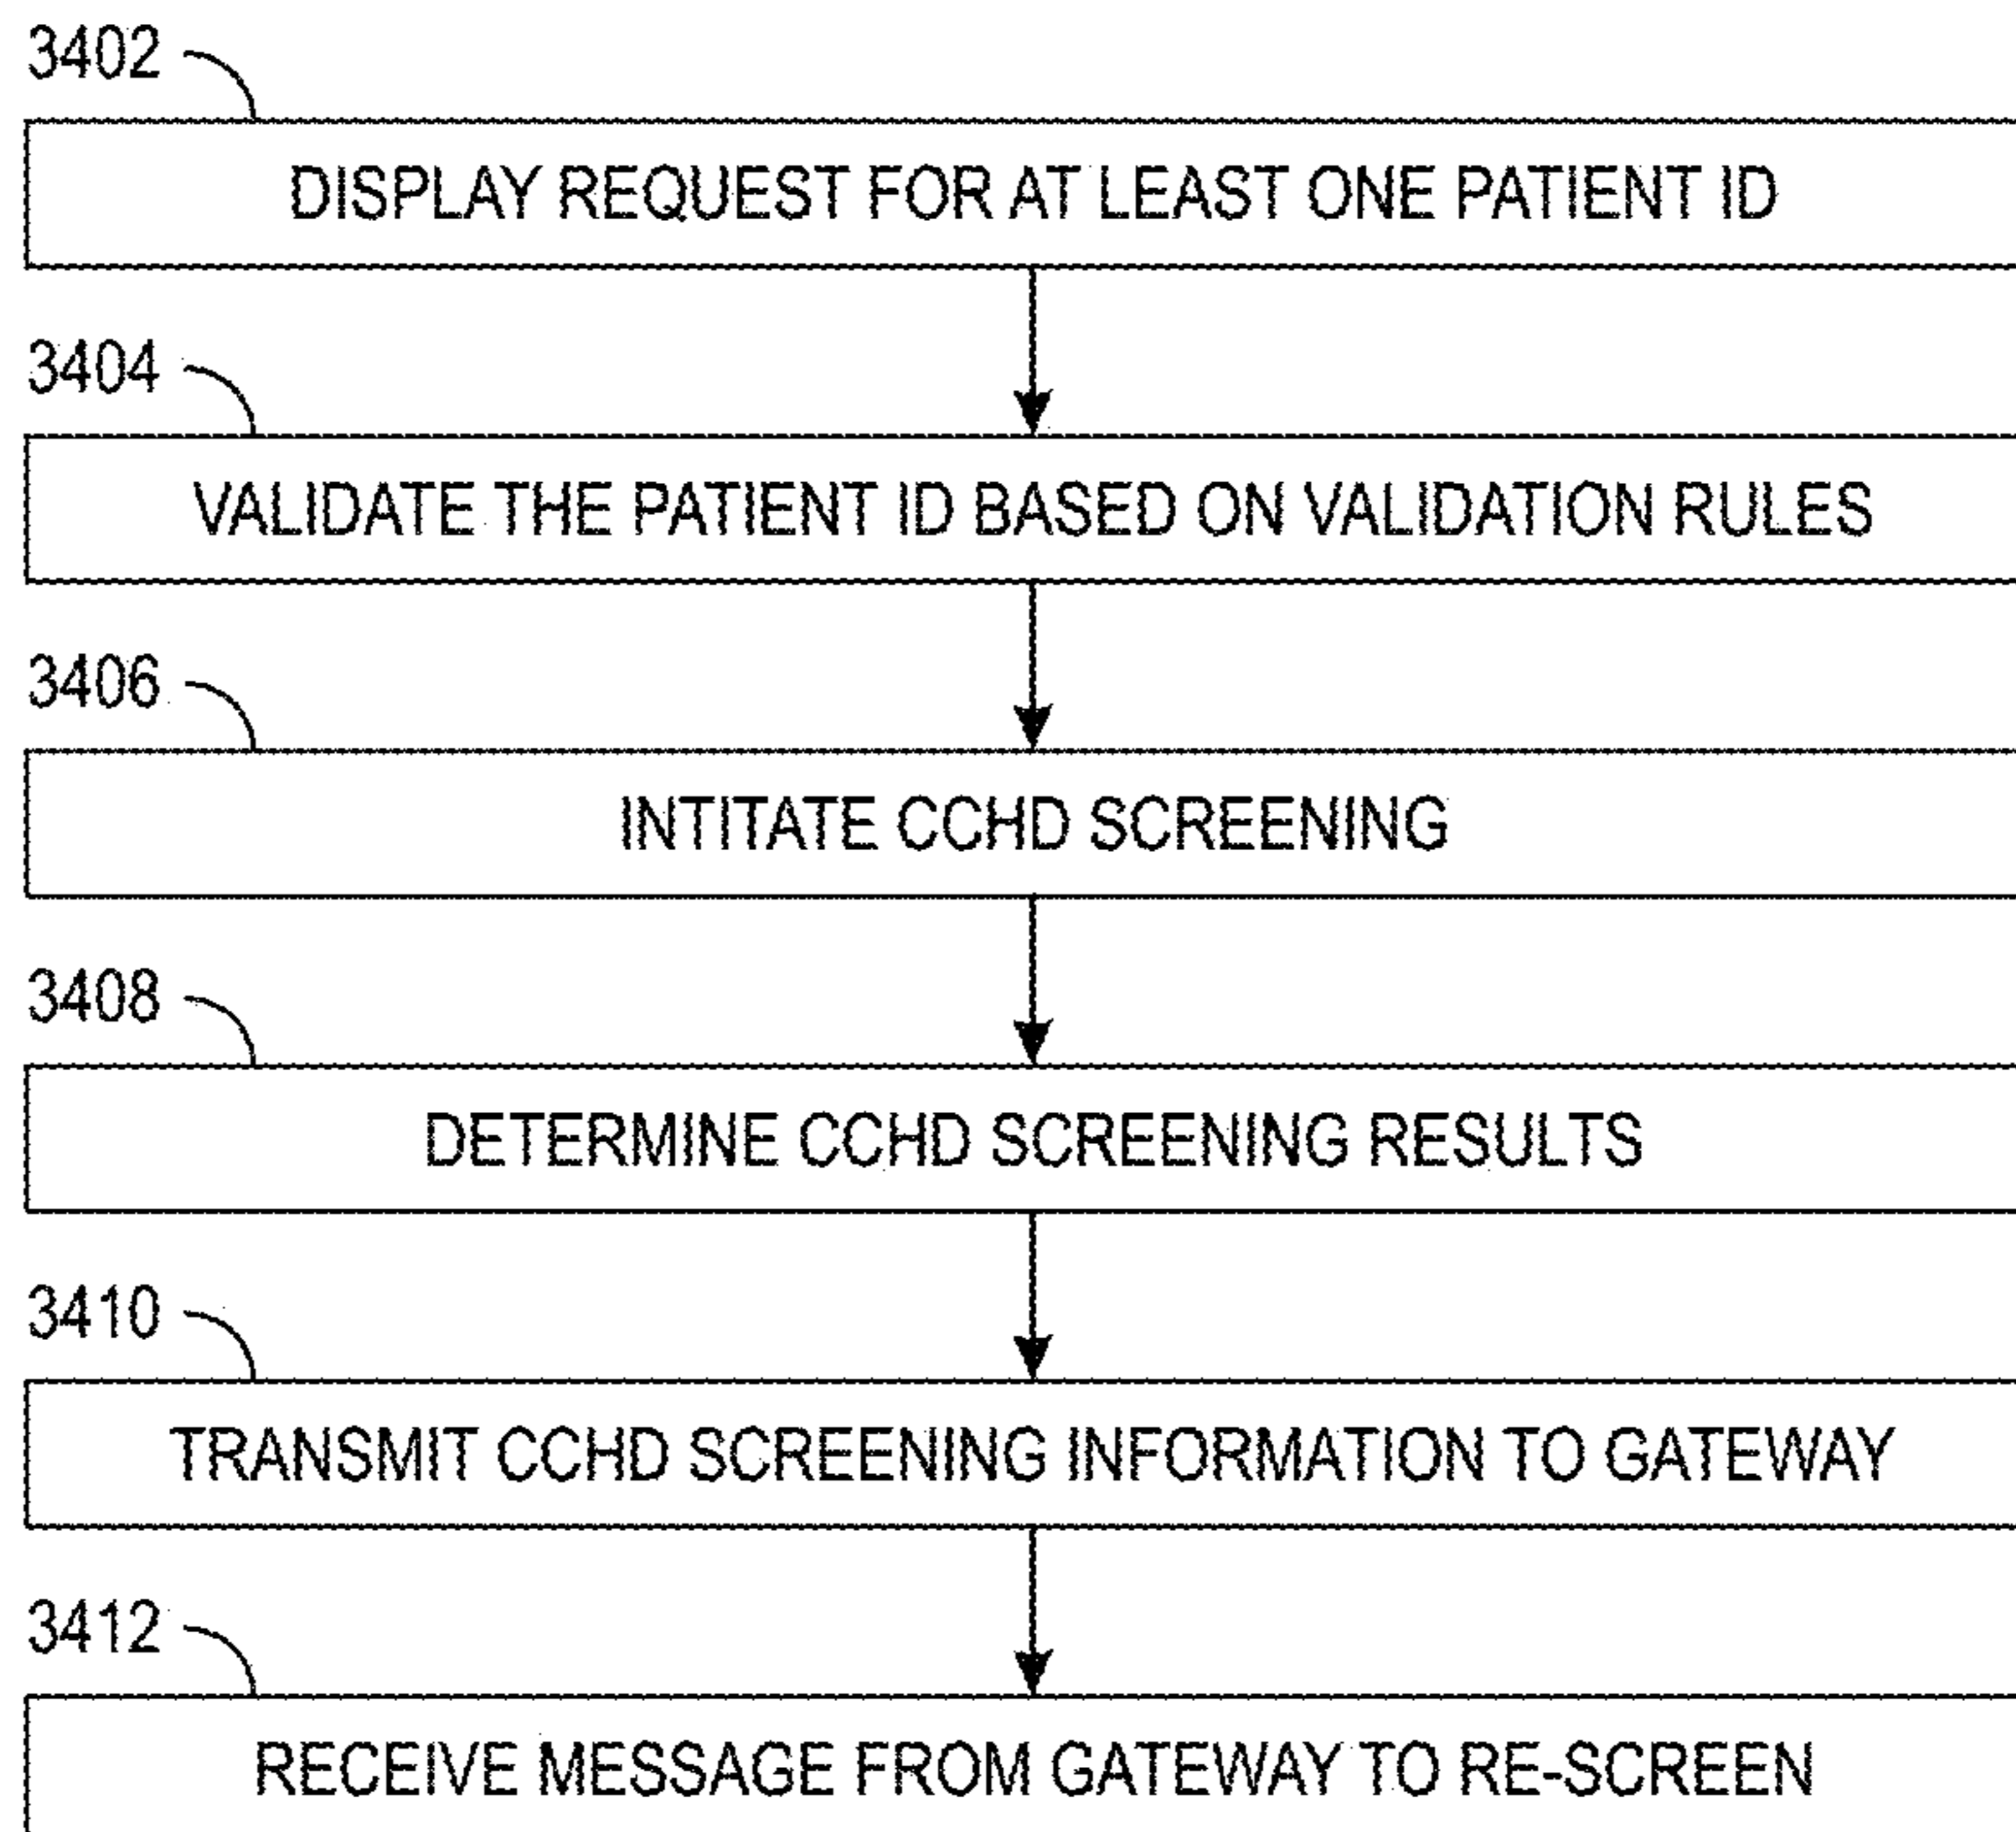 3402
DISPLAY REQUEST FOR AT LEAST ONE PATIENT ID
3404
VALIDATE THE PATIENT ID BASED ON VALIDATION RULES
3406
INTITATE CCHD SCREENING
3408
DETERMINE CCHD SCREENING RESULTS
3410
TRANSMIT CCHD SCREENING INFORMATION TO GATEWAY
3412
RECEIVE MESSAGE FROM GATEWAY TO RE-SCREEN